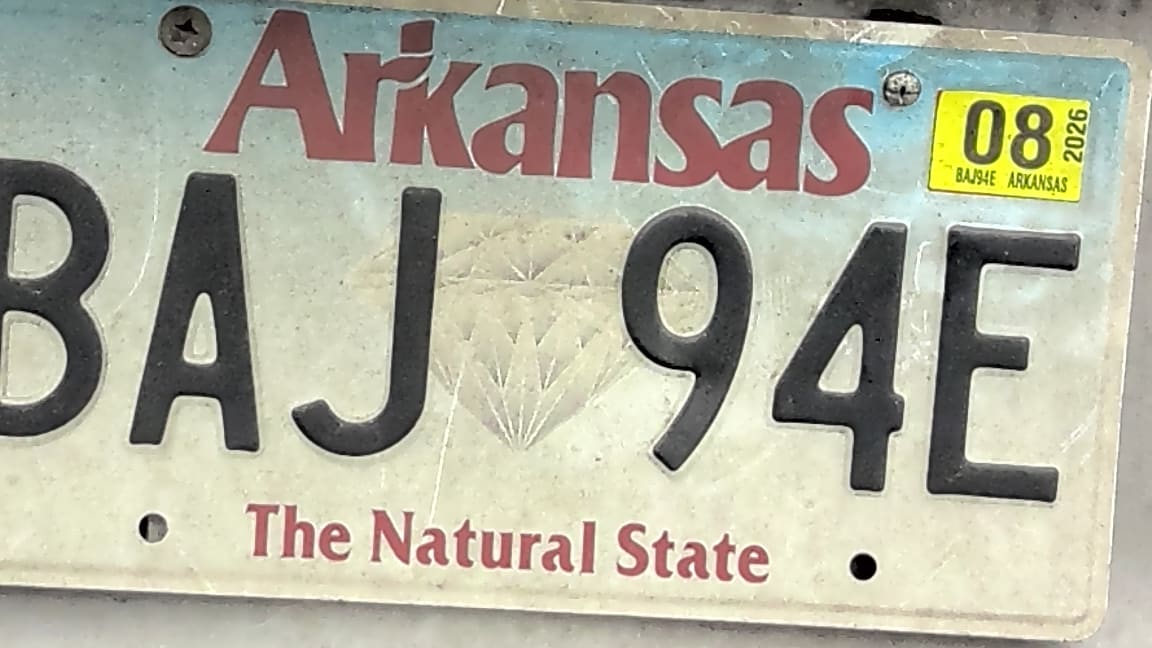 Arkansas
08 2026
BAJ94E ARKANSAS
BAJ 94E
The Natural State